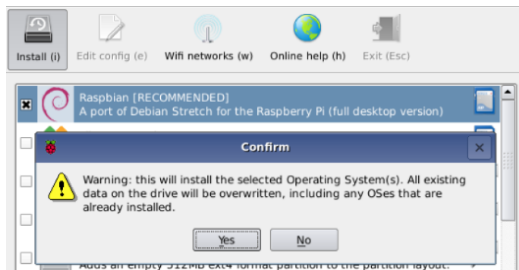 Install (i) Edit config (e) Wifi networks (w) Online help (h) Exit (Esc)
Raspbian [RECOMMENDED]
A port of Debian Stretch for the Raspberry Pi (full desktop version)
Confirm
Warning: this will install the selected Operating System(s). All existing
data on the drive will be overwritten, including any OSes that are
already installed.
Yes No
Adds an empty 512MB ext4 format partition to the partition layout.